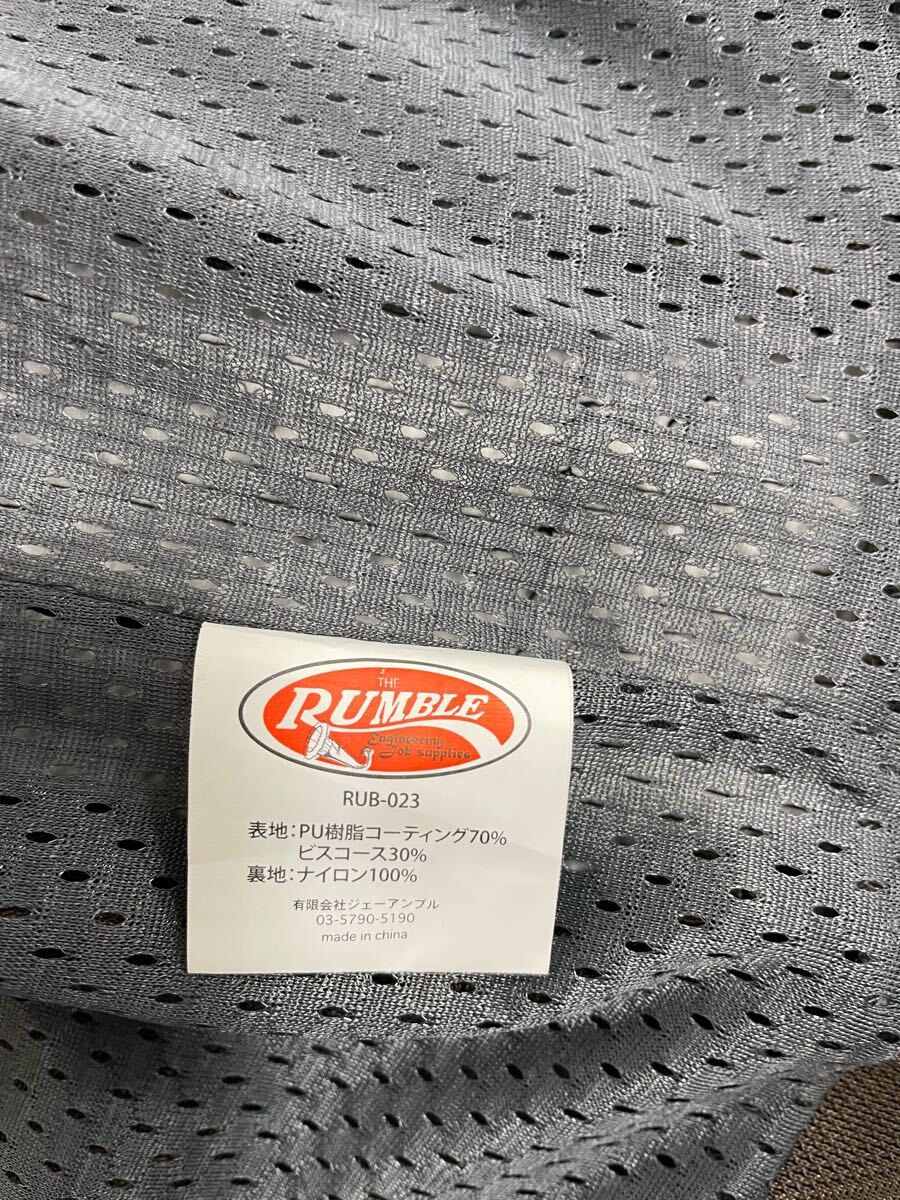 THE
RUMBLE
Engineering
Job supplies
RUB-023
表地:PU樹脂コーティング70%
ビスコース30%
裏地:ナイロン100%
有限会社ジェーアンブル
03-5790-5190
made in china